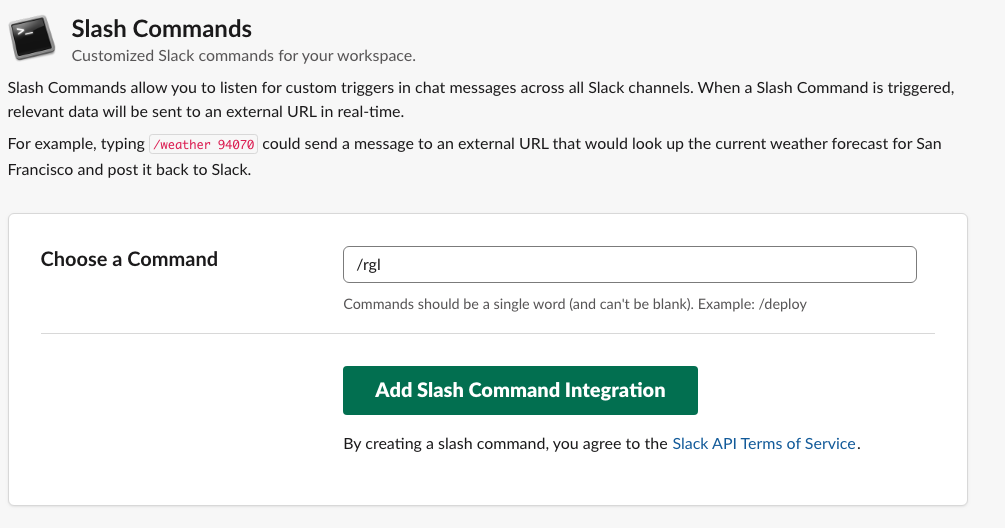 Slash Commands
Customized Slack commands for your workspace.
Slash Commands allow you to listen for custom triggers in chat messages across all Slack channels. When a Slash Command is triggered,
relevant data will be sent to an external URL in real-time.
For example, typing /weather 94070 could send a message to an external URL that would look up the current weather forecast for San
Francisco and post it back to Slack.
Choose a Command
/rgl
Commands should be a single word (and can't be blank). Example: /deploy
Add Slash Command Integration
By creating a slash command, you agree to the Slack API Terms of Service.